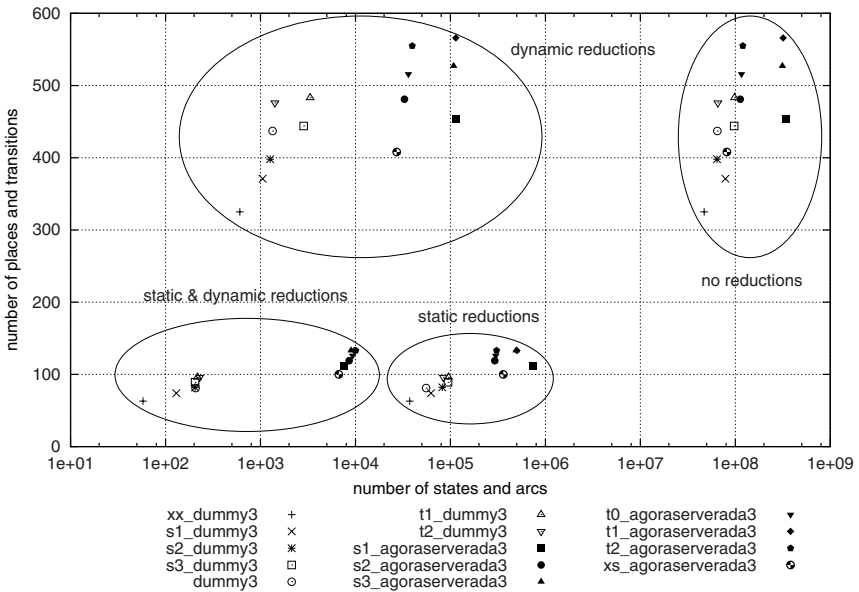 600
500
400
300
200
100
0
number of places and transitions
dynamic reductions
no reductions
static & dynamic reductions
static reductions
1e+01 1e+02 1e+03 1e+04 1e+05 1e+06 1e+07 1e+08 1e+09
number of states and arcs
xx_dummy3 t1_dummy3 t0_agoraserverada3
s1_dummy3 t2_dummy3 t1_agoraserverada3
s2_dummy3 s1_agoraserverada3 t2_agoraserverada3
s3_dummy3 s2_agoraserverada3 xs_agoraserverada3
dummy3 s3_agoraserverada3